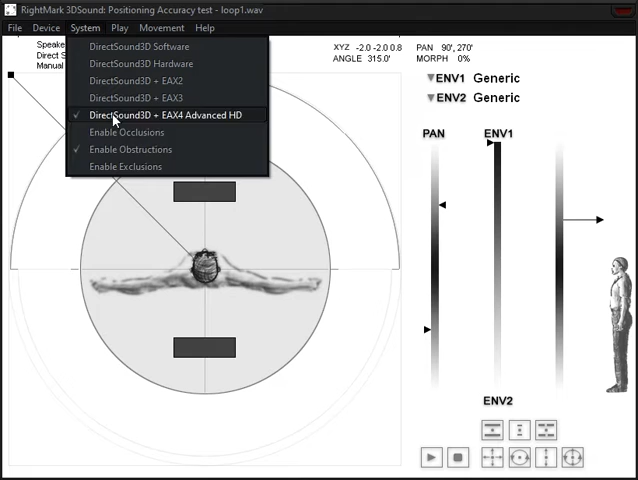 RightMark 3DSound: Positioning Accuracy test - loop1.wav
File Device System Play Movement Help
Speake
Direct S
Manual
DirectSound3D Software
DirectSound3D Hardware
DirectSound3D + EAX2
DirectSound3D + EAX3
✓ DirectSound3D + EAX4 Advanced HD
Enable Occlusions
✓ Enable Obstructions
Enable Exclusions
XYZ -2.0 -2.0 0.8 PAN 90', 270'
ANGLE 315.0' MORPH 0%
▼ENV1 Generic
▼ENV2 Generic
PAN ENV1
ENV2